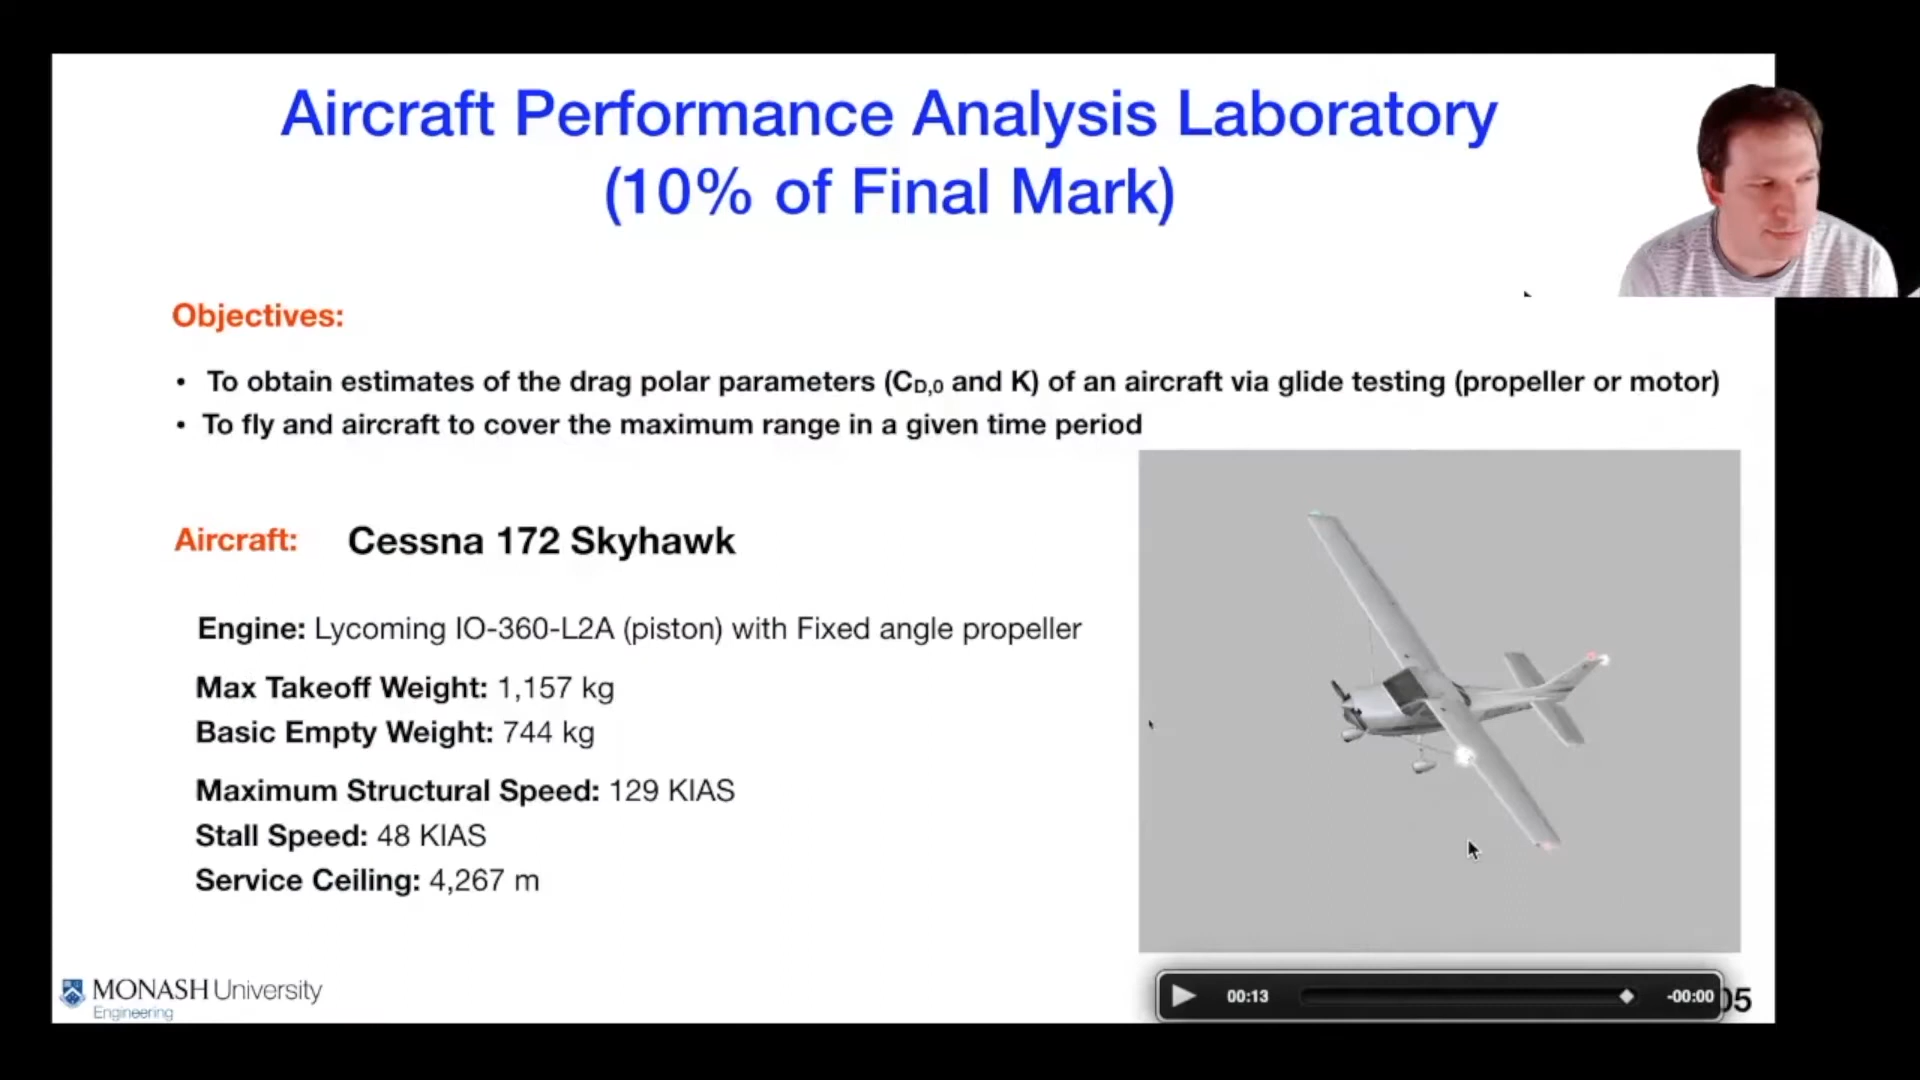 Aircraft Performance Analysis Laboratory
(10% of Final Mark)
Objectives:
• To obtain estimates of the drag polar parameters (CD,0 and K) of an aircraft via glide testing (propeller or motor)
• To fly and aircraft to cover the maximum range in a given time period
Aircraft: Cessna 172 Skyhawk
Engine: Lycoming IO-360-L2A (piston) with Fixed angle propeller
Max Takeoff Weight: 1,157 kg
Basic Empty Weight: 744 kg
Maximum Structural Speed: 129 KIAS
Stall Speed: 48 KIAS
Service Ceiling: 4,267 m
MONASH University
Engineering
00:13 -00:00